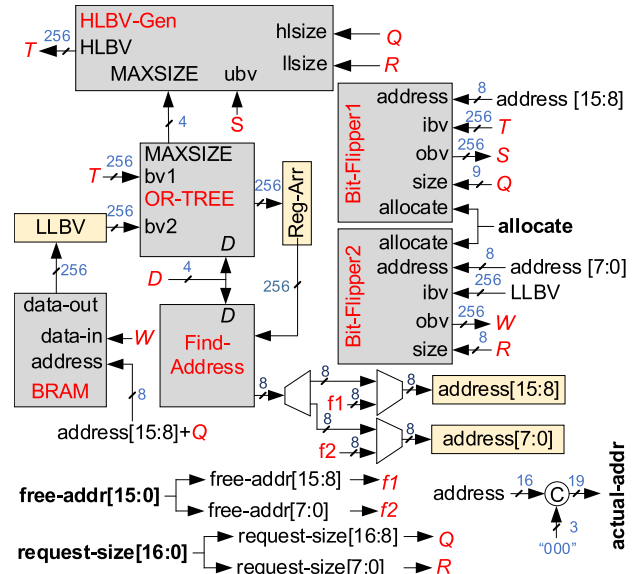 HLBV-Gen
256
T
HLBV
hlsize
Q
llsize
R
MAXSIZE
ubv
4
S
MAXSIZE
256
T
bv1
OR-TREE
256
Reg-Arr
LLBV
256
bv2
D
256
D
4
256
data-out
data-in
W
address
BRAM
8
address[15:8]+Q
D
Find-
Address
8
Bit-Flipper1
address
8
address [15:8]
ibv
256
T
obv
256
S
size
9
Q
allocate
allocate
Bit-Flipper2
allocate
address
8
address [7:0]
ibv
256
LLBV
obv
256
W
size
8
R
8
f1
8
8
address[15:8]
8
f2
8
8
address[7:0]
free-addr[15:0]
free-addr[15:8]
f1
free-addr[7:0]
f2
request-size[16:0]
request-size[16:8]
Q
request-size[7:0]
R
address
16
C
19
3
"000"
actual-addr